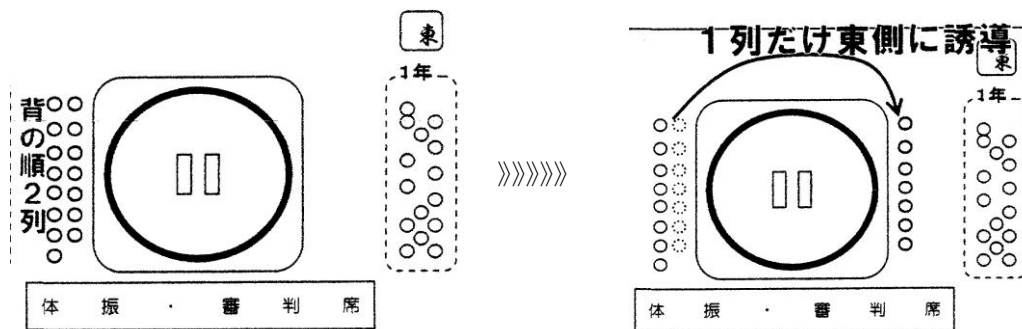 東
1年
背の順2列
体振・審判席
》》》》》》
1列だけ東側に誘導
東
1年
体振・審判席